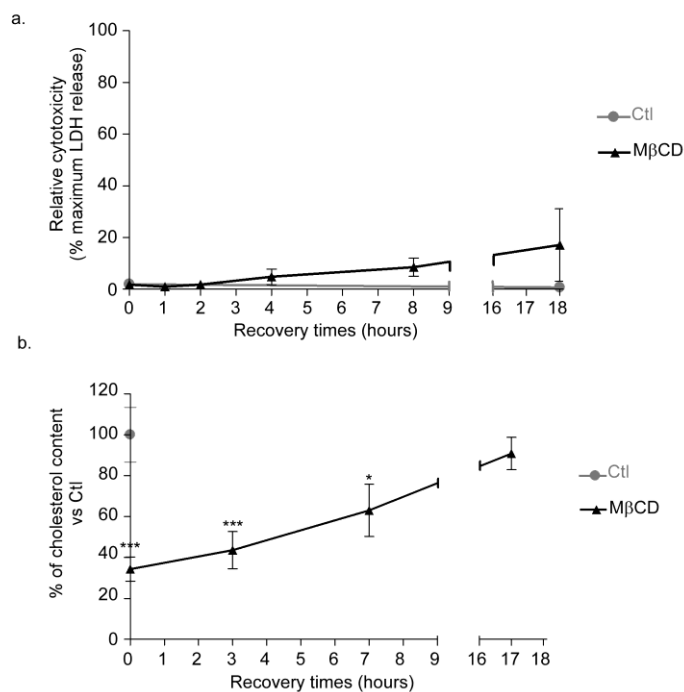 a.
Relative cytotoxicity
(% maximum LDH release)
100
80
60
40
20
0
0 1 2 3 4 5 6 7 8 9 16 17 18
Recovery times (hours)
Ctl
MβCD
b.
% of cholesterol content
vs Ctl
120
100
80
60
40
20
0
***
***
*
0 1 2 3 4 5 6 7 8 9 16 17 18
Recovery times (hours)
Ctl
MβCD